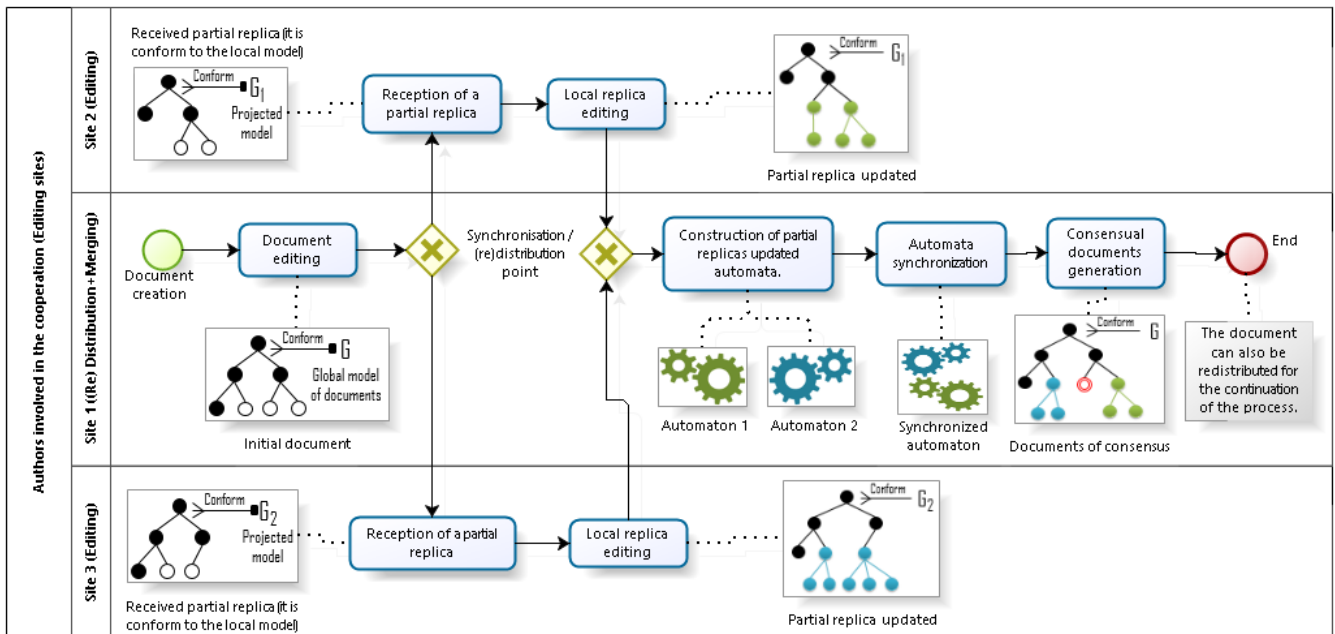 Authors involved in the cooperation (Editing sites)
Site 2 (Editing)
Received partial replica (it is
conform to the local model)
Conform
G1
Projected
model
Reception of a
partial replica
Local replica
editing
Conform
G1
Partial replica updated
Site 1 ((Re) Distribution+Merging)
Document
creation
Document
editing
Conform
G
Global model
of documents
Initial document
Synchronisation /
(re)distribution
point
Construction of partial
replicas updated
automata.
Automaton 1
Automaton 2
Automata
synchronization
Synchronized
automaton
Consensual
documents
generation
Conform
G
Documents of consensus
End
The document
can also be
redistributed for
the continuation
of the process.
Site 3 (Editing)
Conform
G2
Projected
model
Received partial replica (it is
conform to the local model)
Reception of a partial
replica
Local replica
editing
Conform
G2
Partial replica updated